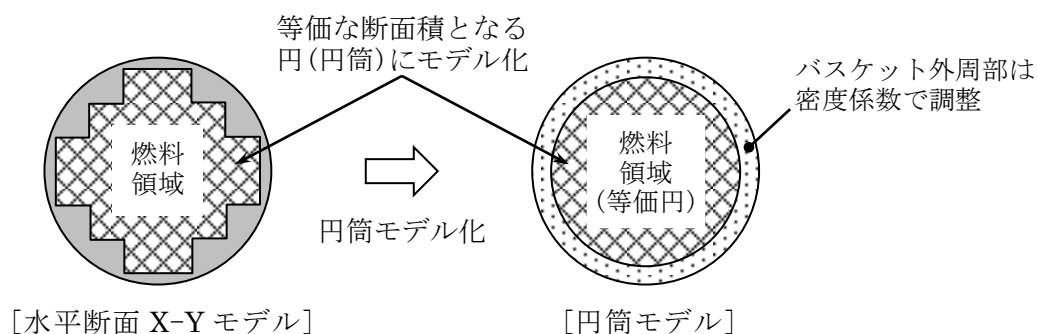 等価な断面積となる
円(円筒)にモデル化
バスケット外周部は
密度係数で調整
燃料
領域
燃料
領域
(等価円)
円筒モデル化
[水平断面 X-Y モデル]
[円筒モデル]